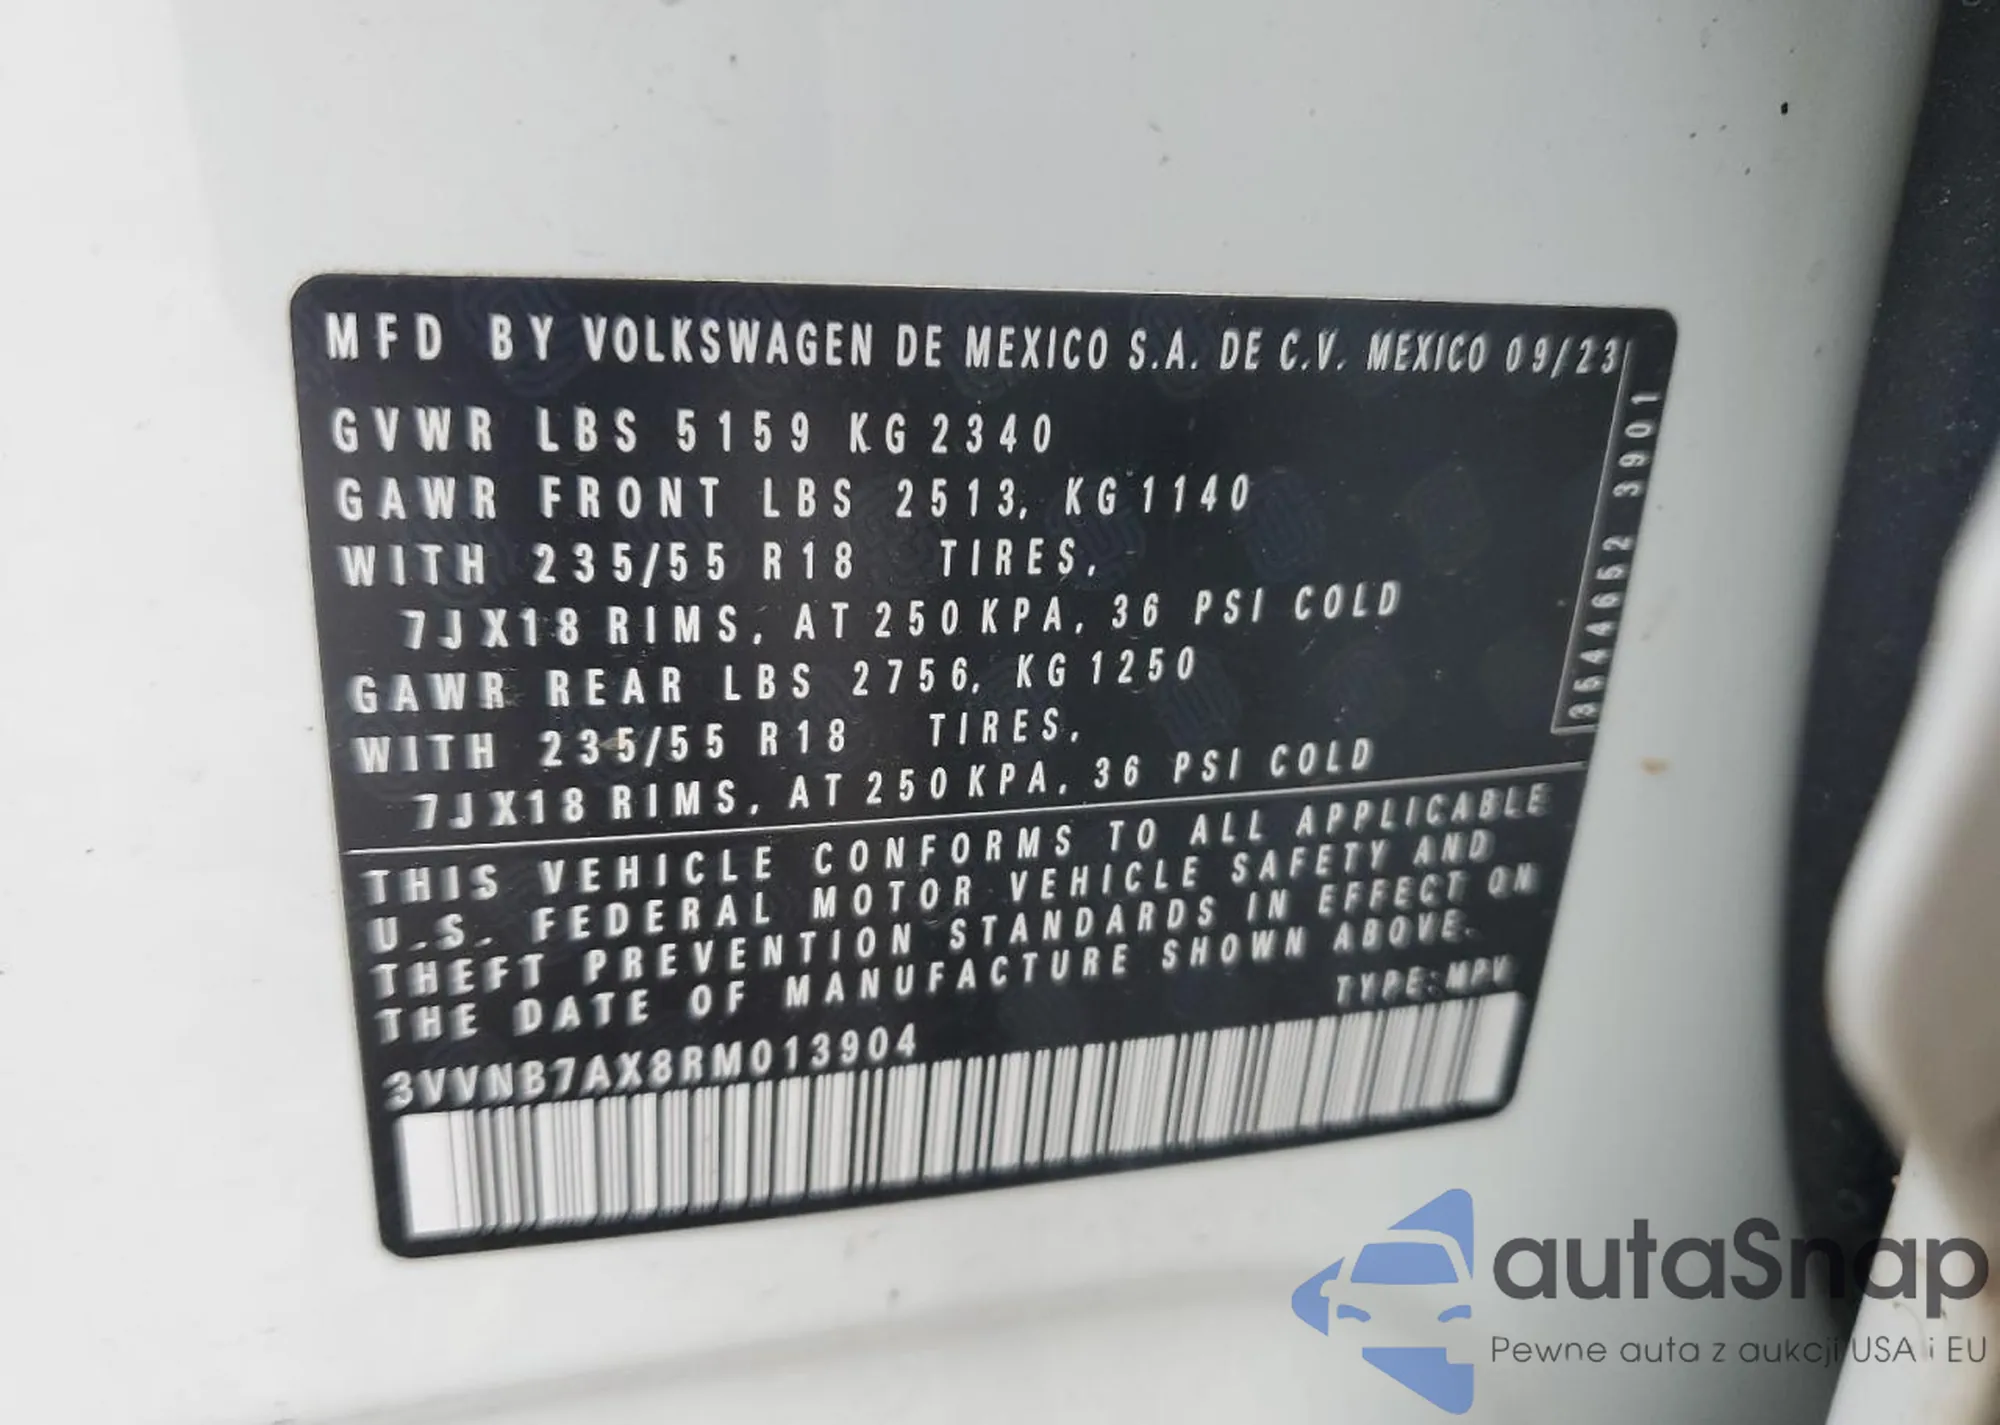 MFD BY VOLKSWAGEN DE MEXICO S.A. DE C.V. MEXICO 09/23
GVWR LBS 5159 KG 2340
GAWR FRONT LBS 2513, KG 1140
WITH 235/55 R18 TIRES,
7JX18 RIMS, AT 250 KPA, 36 PSI COLD
GAWR REAR LBS 2756, KG 1250
WITH 235/55 R18 TIRES,
7JX18 RIMS, AT 250 KPA, 36 PSI COLD
3544652 3901
THIS VEHICLE CONFORMS TO ALL APPLICABLE
U.S. FEDERAL MOTOR VEHICLE SAFETY AND
THEFT PREVENTION STANDARDS IN EFFECT ON
THE DATE OF MANUFACTURE SHOWN ABOVE.
TYPE: MPV
3VVNB7AX8RM013904
autaSnap
Pewne auta z aukcji USA i EU